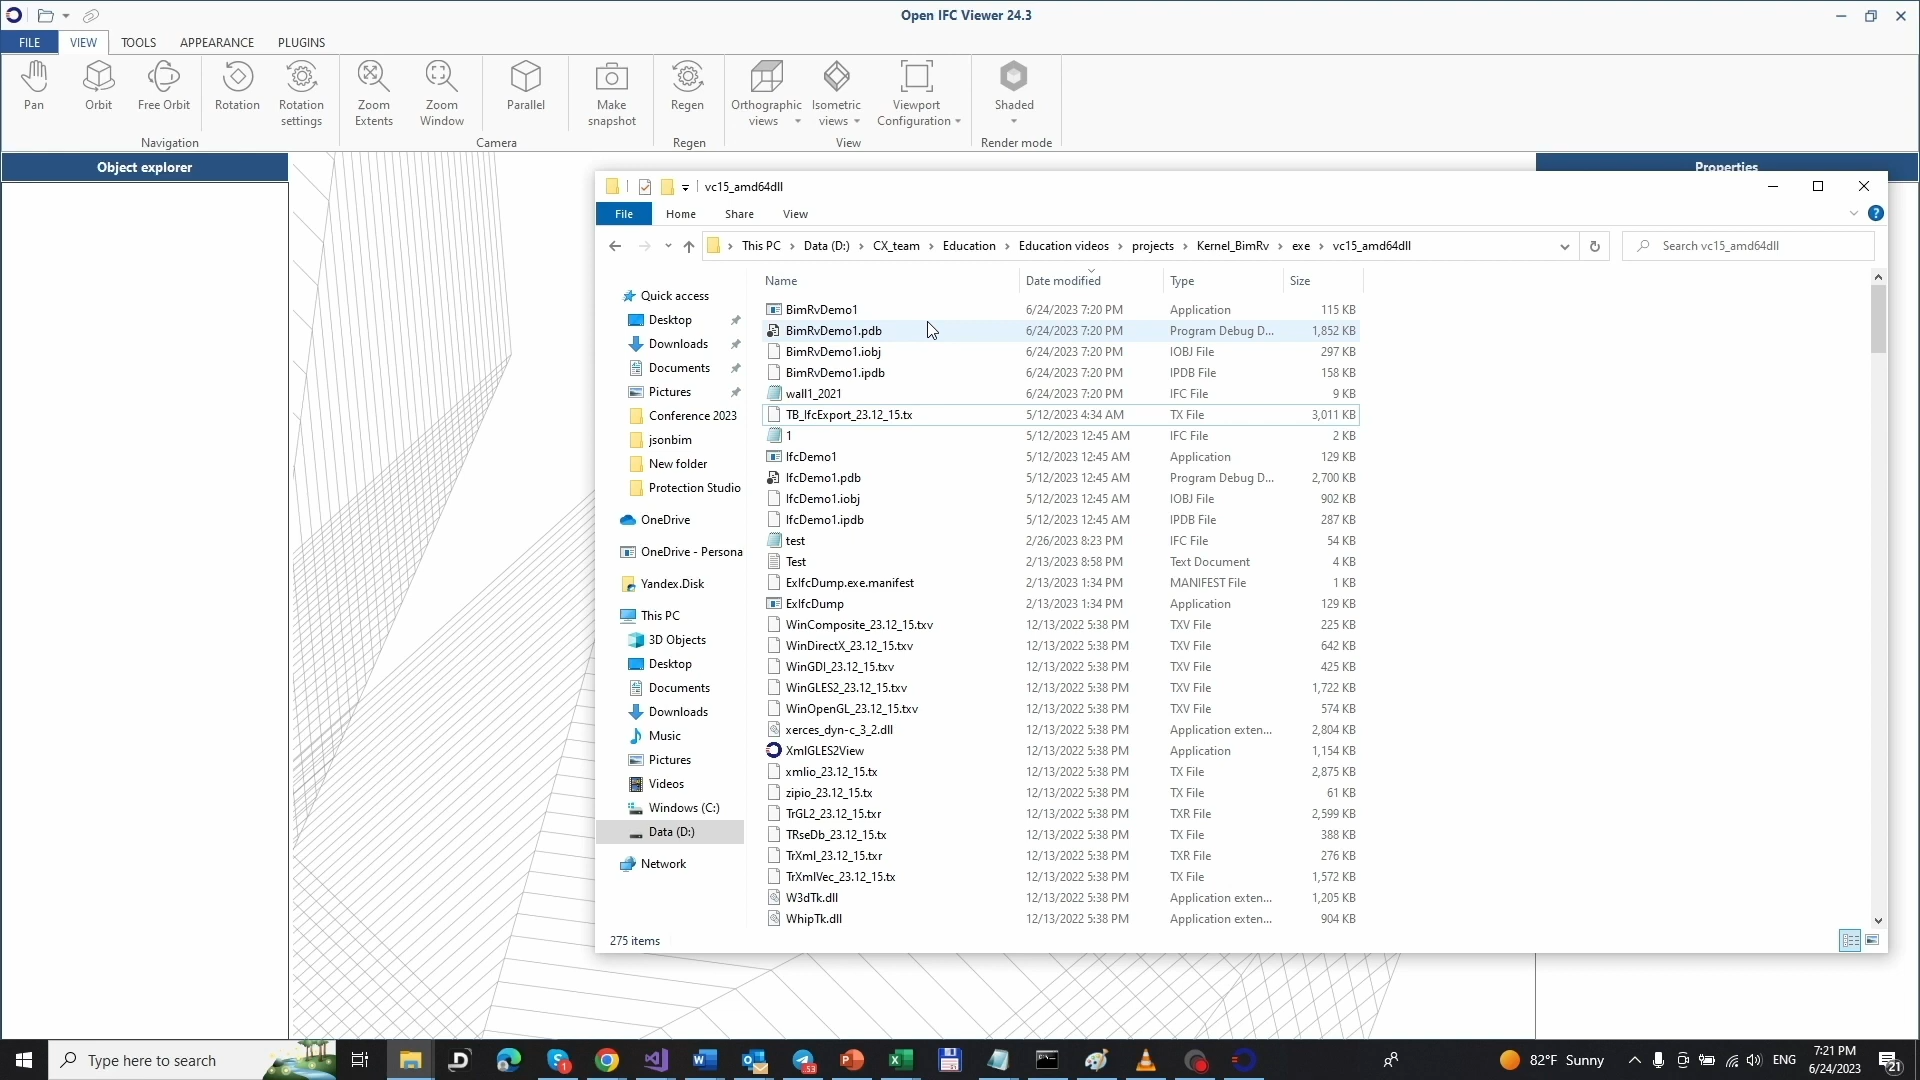 Open IFC Viewer 24.3
FILE VIEW TOOLS APPEARANCE PLUGINS
Pan Orbit Free Orbit Rotation Rotation settings Zoom Extents Zoom Window Parallel Make snapshot Regen Orthographic views Isometric views Viewport Configuration Shaded
Navigation Camera Regen View Render mode
Object explorer
Properties
vc15_amd64dll
File Home Share View
This PC Data (D:) CX_team Education Education videos projects Kernel_BimRv exe vc15_amd64dll
Search vc15_amd64dll
Quick access
Desktop
Downloads
Documents
Pictures
Conference 2023
jsonbim
New folder
Protection Studio
OneDrive
OneDrive - Persona
Yandex.Disk
This PC
3D Objects
Desktop
Documents
Downloads
Music
Pictures
Videos
Windows (C:)
Data (D:)
Network
Name Date modified Type Size
BimRvDemo1 6/24/2023 7:20 PM Application 115 KB
BimRvDemo1.pdb 6/24/2023 7:20 PM Program Debug D... 1,852 KB
BimRvDemo1.iobj 6/24/2023 7:20 PM IOBJ File 297 KB
BimRvDemo1.ipdb 6/24/2023 7:20 PM IPDB File 158 KB
wall1_2021 6/24/2023 7:20 PM IFC File 9 KB
TB_IfcExport_23.12_15.tx 5/12/2023 4:34 AM TX File 3,011 KB
1 5/12/2023 12:45 AM IFC File 2 KB
IfcDemo1 5/12/2023 12:45 AM Application 129 KB
IfcDemo1.pdb 5/12/2023 12:45 AM Program Debug D... 2,700 KB
IfcDemo1.iobj 5/12/2023 12:45 AM IOBJ File 902 KB
IfcDemo1.ipdb 5/12/2023 12:45 AM IPDB File 287 KB
test 2/26/2023 8:23 PM IFC File 54 KB
Test 2/13/2023 8:58 PM Text Document 4 KB
ExIfcDump.exe.manifest 2/13/2023 1:34 PM MANIFEST File 1 KB
ExIfcDump 2/13/2023 1:34 PM Application 129 KB
WinComposite_23.12_15.txv 12/13/2022 5:38 PM TXV File 225 KB
WinDirectX_23.12_15.txv 12/13/2022 5:38 PM TXV File 642 KB
WinGDI_23.12_15.txv 12/13/2022 5:38 PM TXV File 425 KB
WinGLES2_23.12_15.txv 12/13/2022 5:38 PM TXV File 1,722 KB
WinOpenGL_23.12_15.txv 12/13/2022 5:38 PM TXV File 574 KB
xerces_dyn-c_3_2.dll 12/13/2022 5:38 PM Application exten... 2,804 KB
XmlGLES2View 12/13/2022 5:38 PM Application 1,154 KB
xmlio_23.12_15.tx 12/13/2022 5:38 PM TX File 2,875 KB
zipio_23.12_15.tx 12/13/2022 5:38 PM TX File 61 KB
TrGL2_23.12_15.txr 12/13/2022 5:38 PM TXR File 2,599 KB
TRseDb_23.12_15.tx 12/13/2022 5:38 PM TX File 388 KB
TrXml_23.12_15.txr 12/13/2022 5:38 PM TXR File 276 KB
TrXmlVec_23.12_15.tx 12/13/2022 5:38 PM TX File 1,572 KB
W3dTk.dll 12/13/2022 5:38 PM Application exten... 1,205 KB
WhipTk.dll 12/13/2022 5:38 PM Application exten... 904 KB
275 items
Type here to search
82°F Sunny
ENG
7:21 PM
6/24/2023
21